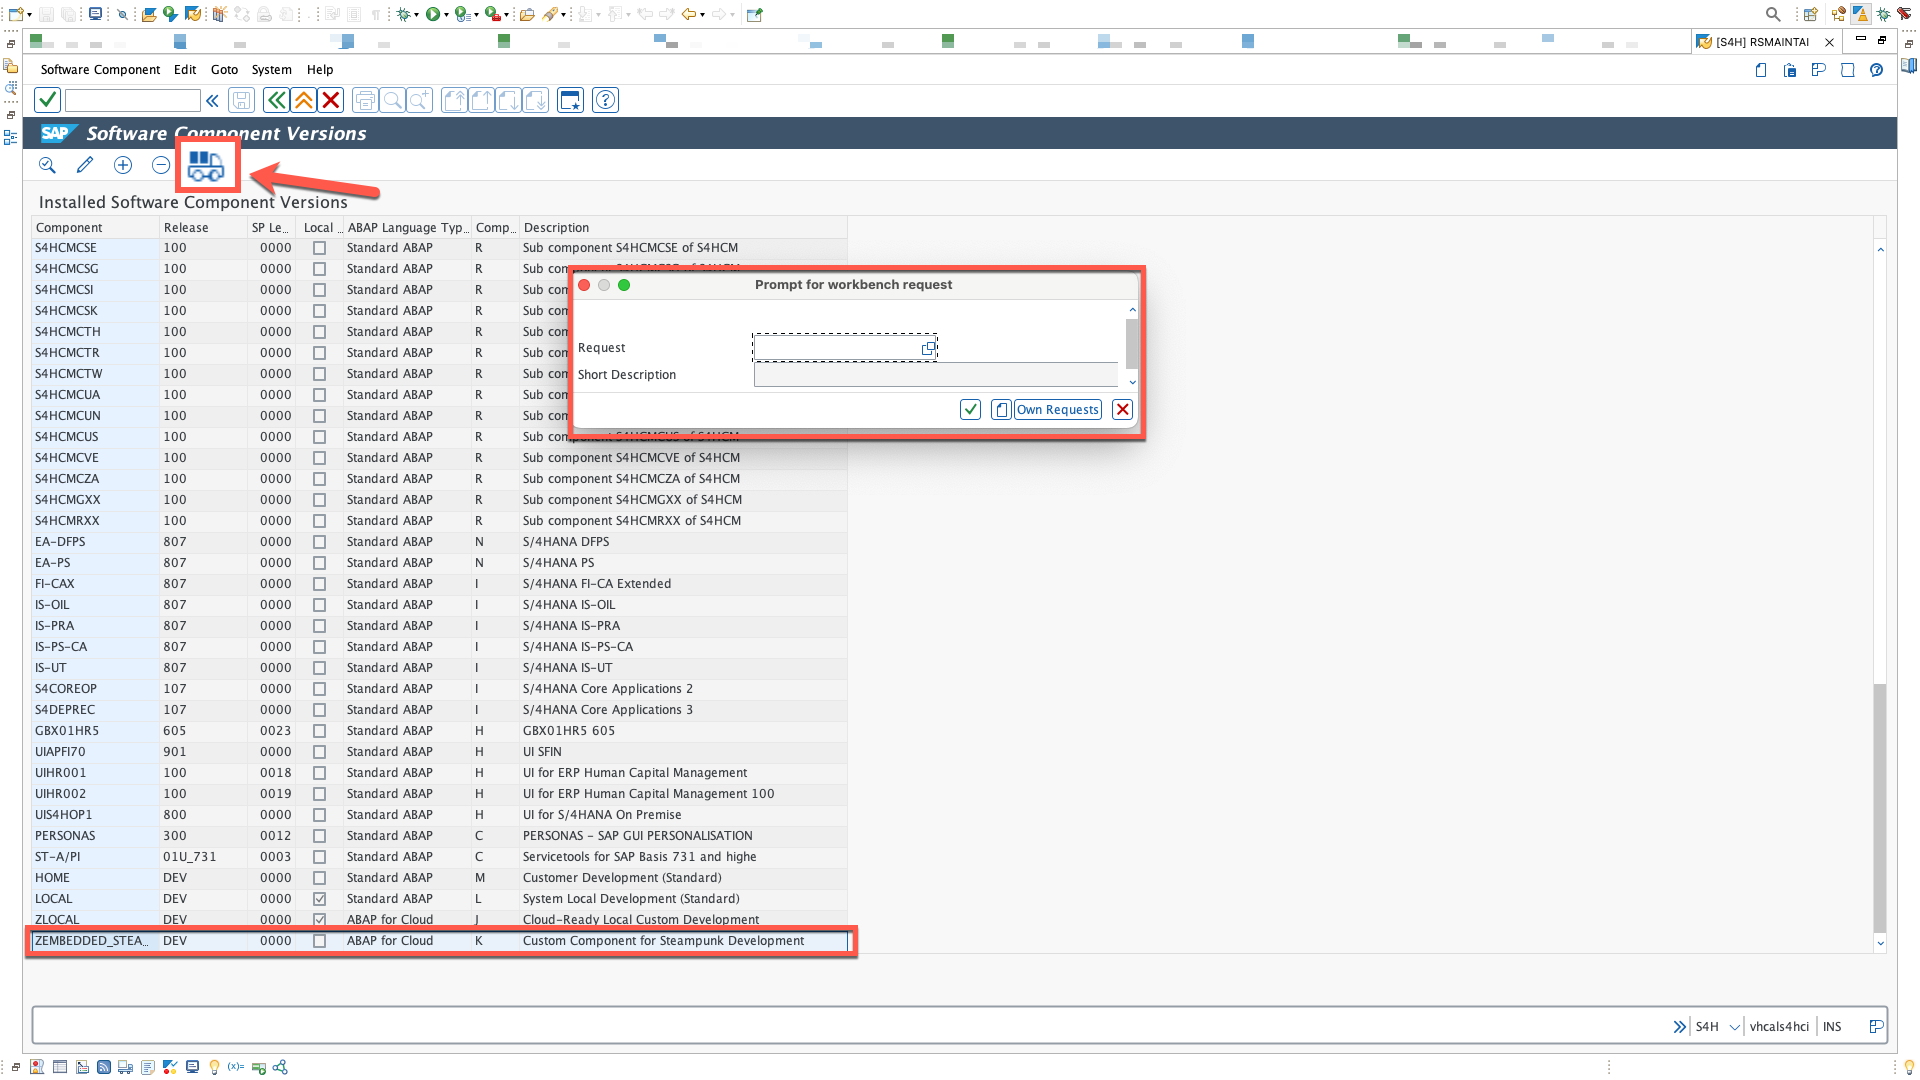 [S4H] RSMAINTAI
Software Component Edit Goto System Help
SAP Software Component Versions
Installed Software Component Versions
Component Release SP Le... Local ... ABAP Language Typ... Comp... Description
S4HCMCSE 100 0000 Standard ABAP R Sub component S4HCMCSE of S4HCM
S4HCMCSG 100 0000 Standard ABAP R Sub
S4HCMCSI 100 0000 Standard ABAP R Sub
S4HCMCSK 100 0000 Standard ABAP R Sub
S4HCMCTH 100 0000 Standard ABAP R Sub
S4HCMCTR 100 0000 Standard ABAP R Sub
S4HCMCTW 100 0000 Standard ABAP R Sub
S4HCMCUA 100 0000 Standard ABAP R Sub
S4HCMCUN 100 0000 Standard ABAP R Sub
S4HCMCUS 100 0000 Standard ABAP R Sub
S4HCMCVE 100 0000 Standard ABAP R Sub component S4HCMCVE of S4HCM
S4HCMCZA 100 0000 Standard ABAP R Sub component S4HCMCZA of S4HCM
S4HCMGXX 100 0000 Standard ABAP R Sub component S4HCMGXX of S4HCM
S4HCMRXX 100 0000 Standard ABAP R Sub component S4HCMRXX of S4HCM
EA-DFPS 807 0000 Standard ABAP N S/4HANA DFPS
EA-PS 807 0000 Standard ABAP N S/4HANA PS
FI-CAX 807 0000 Standard ABAP I S/4HANA FI-CA Extended
IS-OIL 807 0000 Standard ABAP I S/4HANA IS-OIL
IS-PRA 807 0000 Standard ABAP I S/4HANA IS-PRA
IS-PS-CA 807 0000 Standard ABAP I S/4HANA IS-PS-CA
IS-UT 807 0000 Standard ABAP I S/4HANA IS-UT
S4COREOP 107 0000 Standard ABAP I S/4HANA Core Applications 2
S4DEPREC 107 0000 Standard ABAP I S/4HANA Core Applications 3
GBX01HR5 605 0023 Standard ABAP H GBX01HR5 605
UIAPFI70 901 0000 Standard ABAP H UI SFIN
UIHR001 100 0018 Standard ABAP H UI for ERP Human Capital Management
UIHR002 100 0019 Standard ABAP H UI for ERP Human Capital Management 100
UIS4HOP1 800 0000 Standard ABAP H UI for S/4HANA On Premise
PERSONAS 300 0012 Standard ABAP C PERSONAS - SAP GUI PERSONALISATION
ST-A/PI 01U_731 0003 Standard ABAP C Servicetools for SAP Basis 731 and highe
HOME DEV 0000 Standard ABAP M Customer Development (Standard)
LOCAL DEV 0000 Standard ABAP L System Local Development (Standard)
ZLOCAL DEV 0000 ABAP for Cloud J Cloud-Ready Local Custom Development
ZEMBEDDED_STEA... DEV 0000 ABAP for Cloud K Custom Component for Steampunk Development
Prompt for workbench request
Request
Short Description
Own Requests
S4H vhcals4hci INS